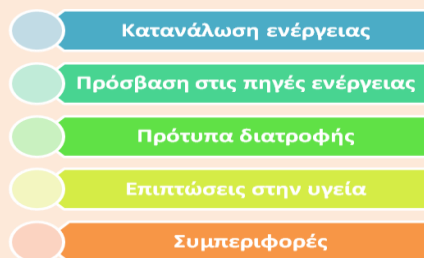 Κατανάλωση ενέργειας
Πρόσβαση στις πηγές ενέργειας
Πρότυπα διατροφής
Επιπτώσεις στην υγεία
Συμπεριφορές